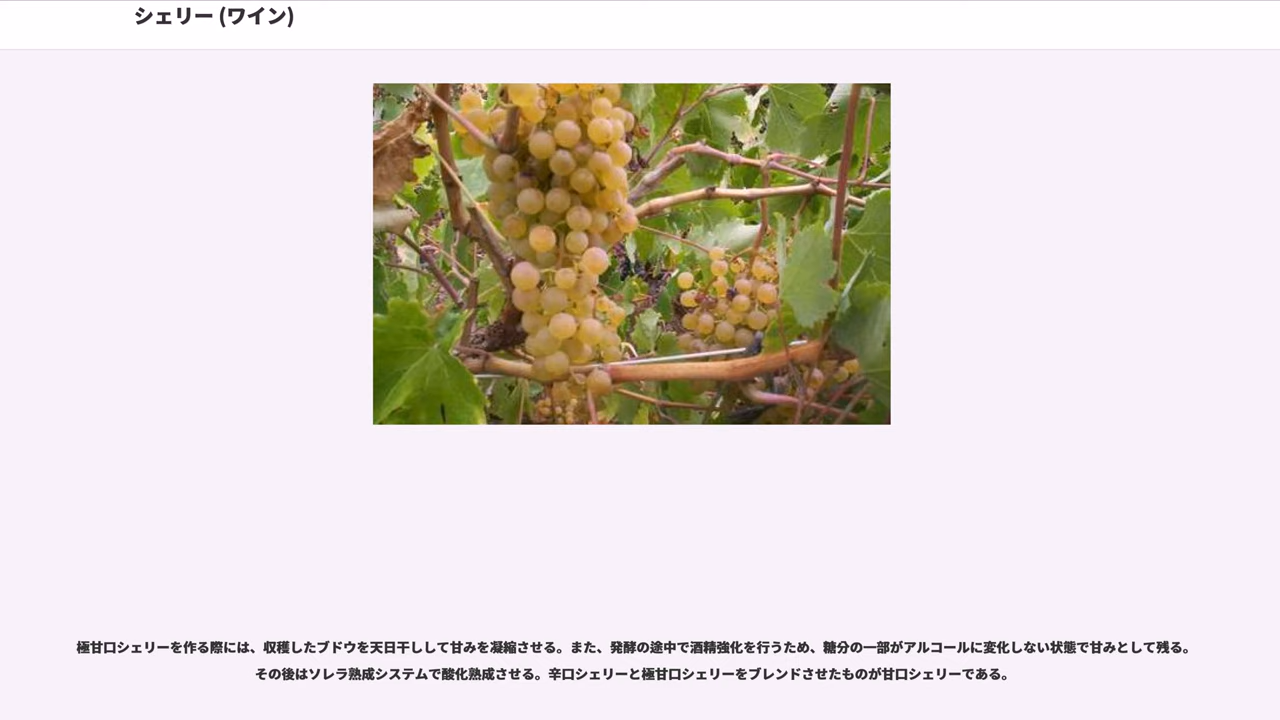 シェリー (ワイン)
極甘口シェリーを作る際には、収穫したブドウを天日干しして甘みを凝縮させる。また、発酵の途中で酒精強化を行うため、糖分の一部がアルコールに変化しない状態で甘みとして残る。
その後はソレラ熟成システムで酸化熟成させる。辛口シェリーと極甘口シェリーをブレンドさせたものが甘口シェリーである。